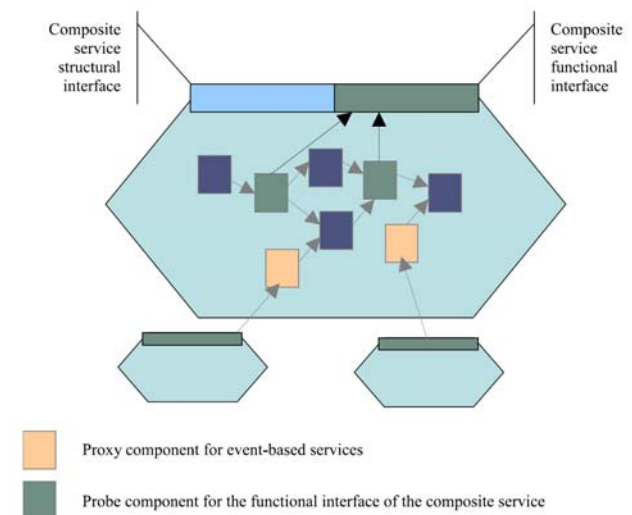 Composite
service
structural
interface
Composite
service
functional
interface
Proxy component for event-based services
Probe component for the functional interface of the composite service